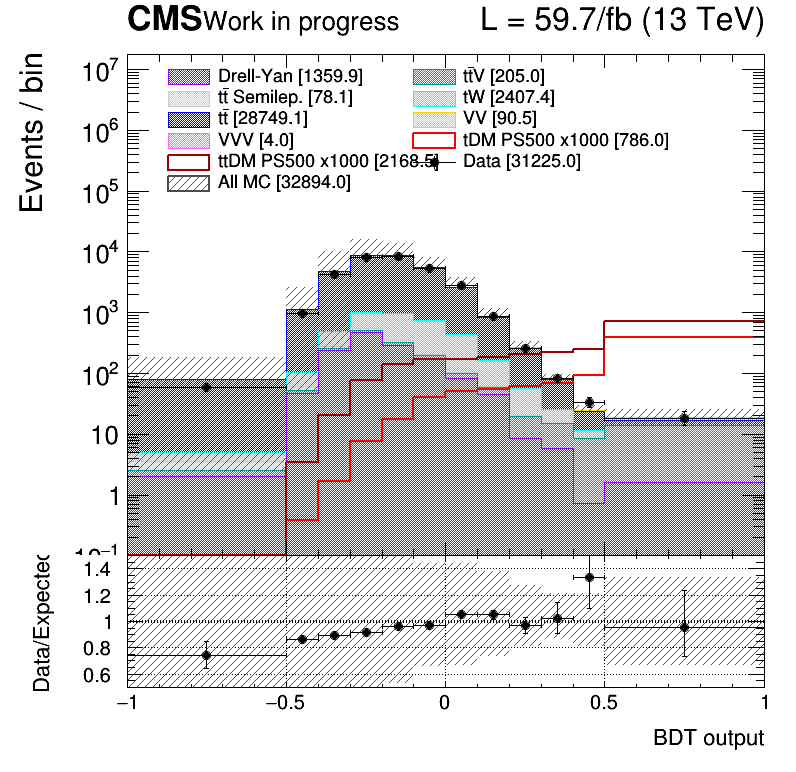 CMS Work in progress L = 59.7/fb (13 TeV)
Events / bin
Drell-Yan [1359.9] tt̄V [205.0]
tt̄ Semilep. [78.1] tW [2407.4]
tt̄ [28749.1] VV [90.5]
VVV [4.0] tDM PS500 x1000 [786.0]
ttDM PS500 x1000 [2168.5] Data [31225.0]
All MC [32894.0]
10⁷
10⁶
10⁵
10⁴
10³
10²
10
1
10⁻¹
Data/Expected
1.4
1.2
1
0.8
0.6
−1 −0.5 0 0.5 1
BDT output